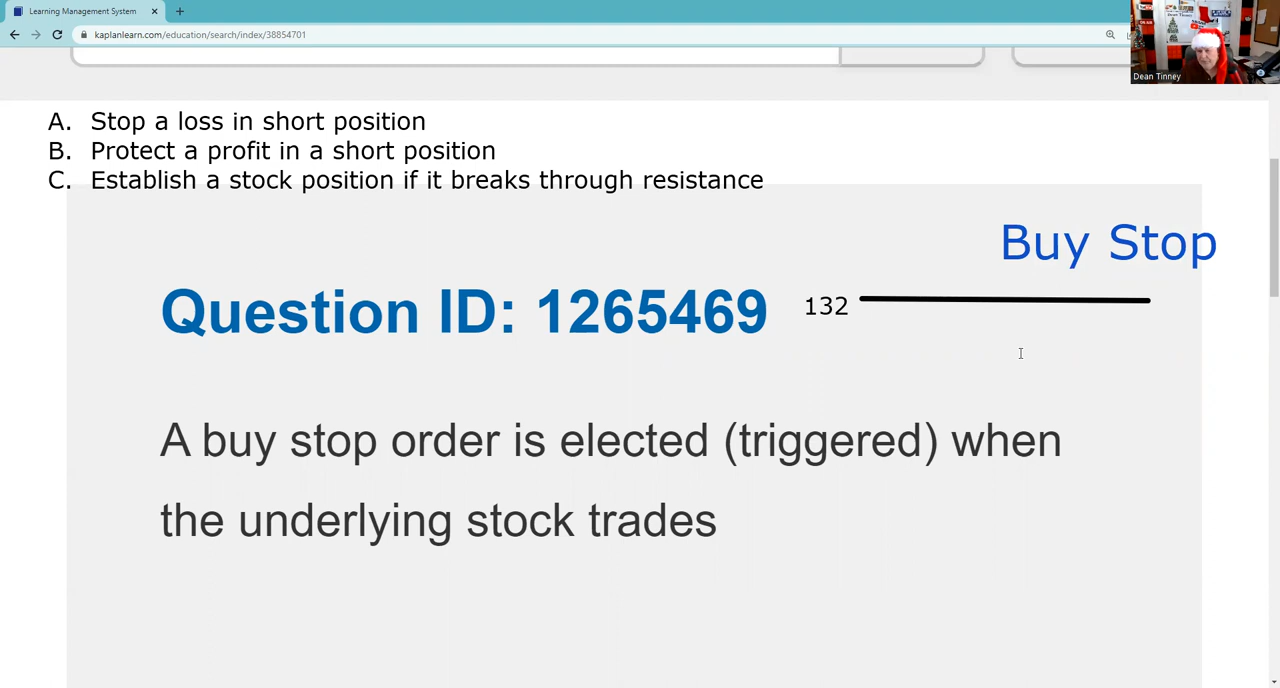 Learning Management System
kaplanlearn.com/education/search/index/38854701
Dean Tinney
A. Stop a loss in short position
B. Protect a profit in a short position
C. Establish a stock position if it breaks through resistance
Buy Stop
Question ID: 1265469
132
A buy stop order is elected (triggered) when
the underlying stock trades